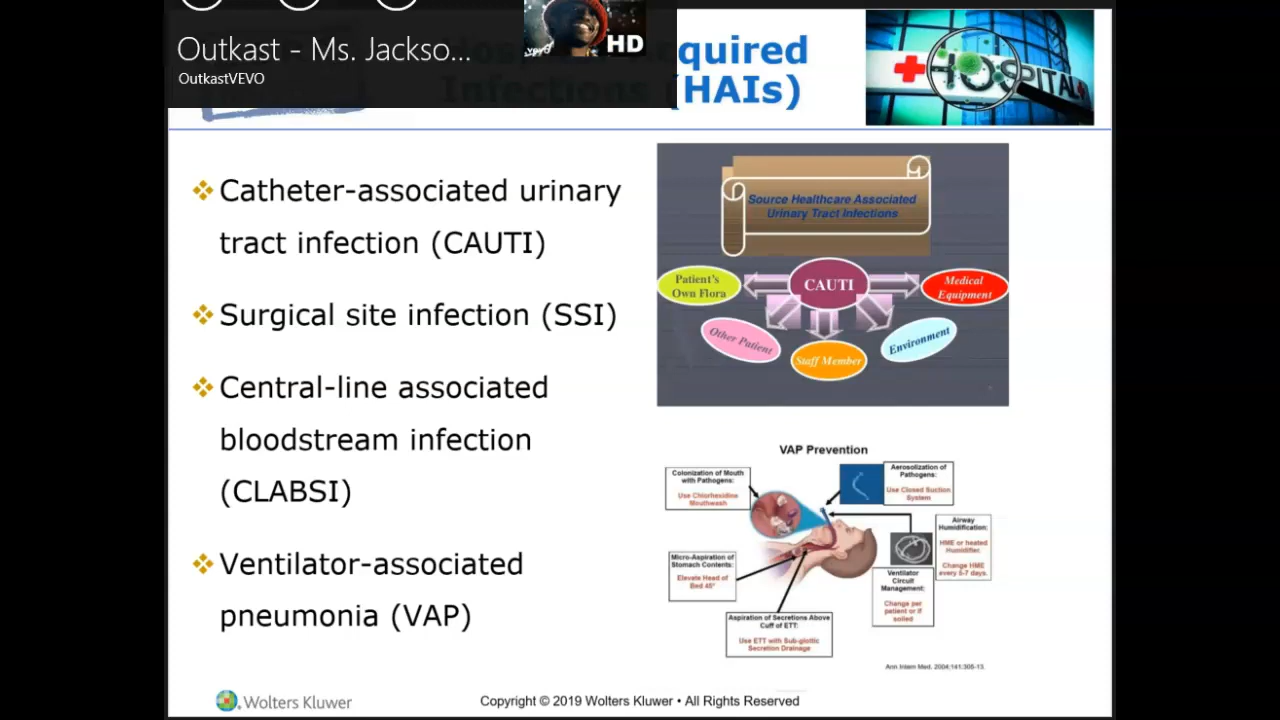 Outkast - Ms. Jackso...
OutkastVEVO
vevo
HD
Hospital Acquired
Infections (HAIs)
HOSPITAL
Catheter-associated urinary
tract infection (CAUTI)
Surgical site infection (SSI)
Central-line associated
bloodstream infection
(CLABSI)
Ventilator-associated
pneumonia (VAP)
Source Healthcare Associated
Urinary Tract Infections
CAUTI
Patient's
Own Flora
Medical
Equipment
Other Patient
Staff Member
Environment
VAP Prevention
Colonization of Mouth
with Pathogens:
Use Chlorhexidine
Mouthwash
Aerosolization of
Pathogens:
Use Closed Suction
System
Airway
Humidification:
HME or heated
Humidifier.
Change HME
every 5-7 days.
Micro-Aspiration of
Stomach Contents:
Elevate Head of
Bed 45°
Ventilator
Circuit
Management:
Change per
patient or if
soiled
Aspiration of Secretions Above
Cuff of ETT:
Use ETT with Sub-glottic
Secretion Drainage
Ann Intern Med. 2004;141:305-13.
Wolters Kluwer
Copyright © 2019 Wolters Kluwer • All Rights Reserved